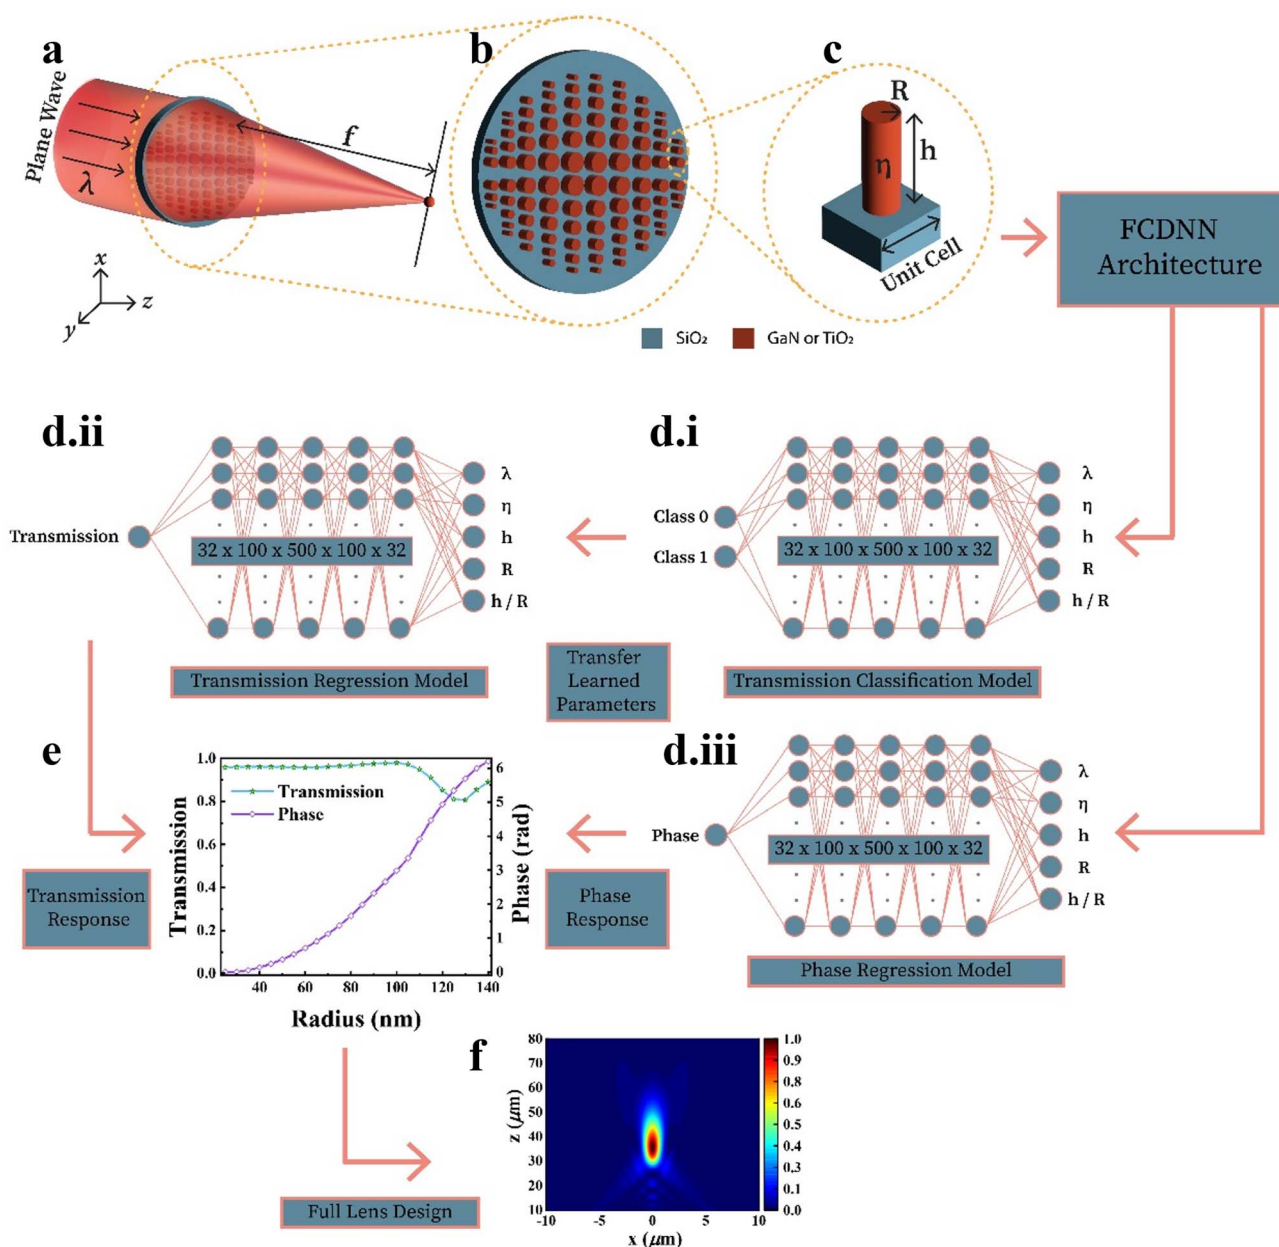 a
b
c
Plane Wave
λ
f
x
y
z
R
h
η
Unit Cell
SiO₂
GaN or TiO₂
FCDNN
Architecture
d.ii
Transmission
32 x 100 x 500 x 100 x 32
λ
η
h
R
h / R
Transmission Regression Model
d.i
Class 0
Class 1
32 x 100 x 500 x 100 x 32
λ
η
h
R
h / R
Transmission Classification Model
Transfer
Learned
Parameters
d.iii
Phase
32 x 100 x 500 x 100 x 32
λ
η
h
R
h / R
Phase Regression Model
Phase
Response
Transmission
Response
e
Transmission
1.0
0.8
0.6
0.4
0.2
0.0
Transmission
Phase
40 60 80 100 120 140
Radius (nm)
6
5
4
3
2
1
0
Phase (rad)
Full Lens Design
f
z (μm)
80
70
60
50
40
30
20
10
-10 -5 0 5 10
x (μm)
1.0
0.9
0.8
0.7
0.6
0.5
0.4
0.3
0.2
0.1
0.0